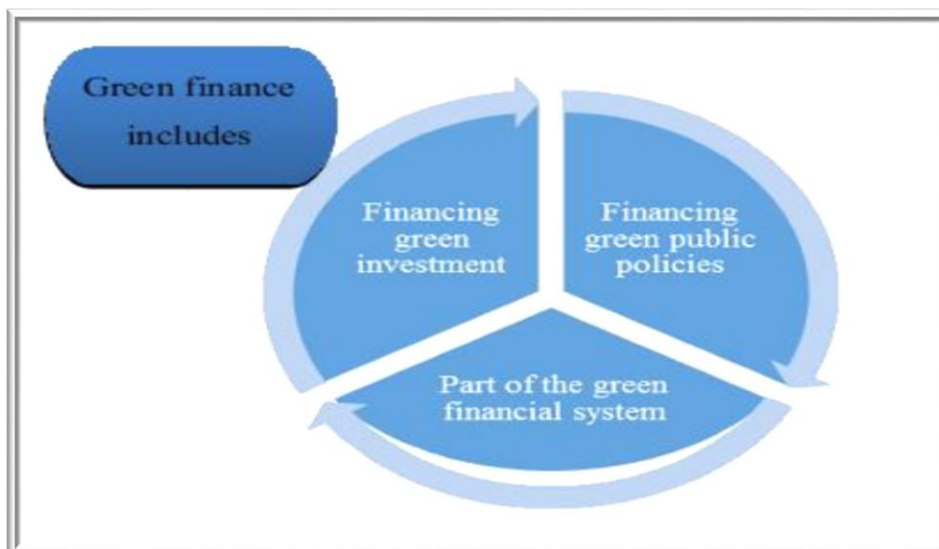 Green finance
includes
Financing
green
investment
Financing
green public
policies
Part of the green
financial system